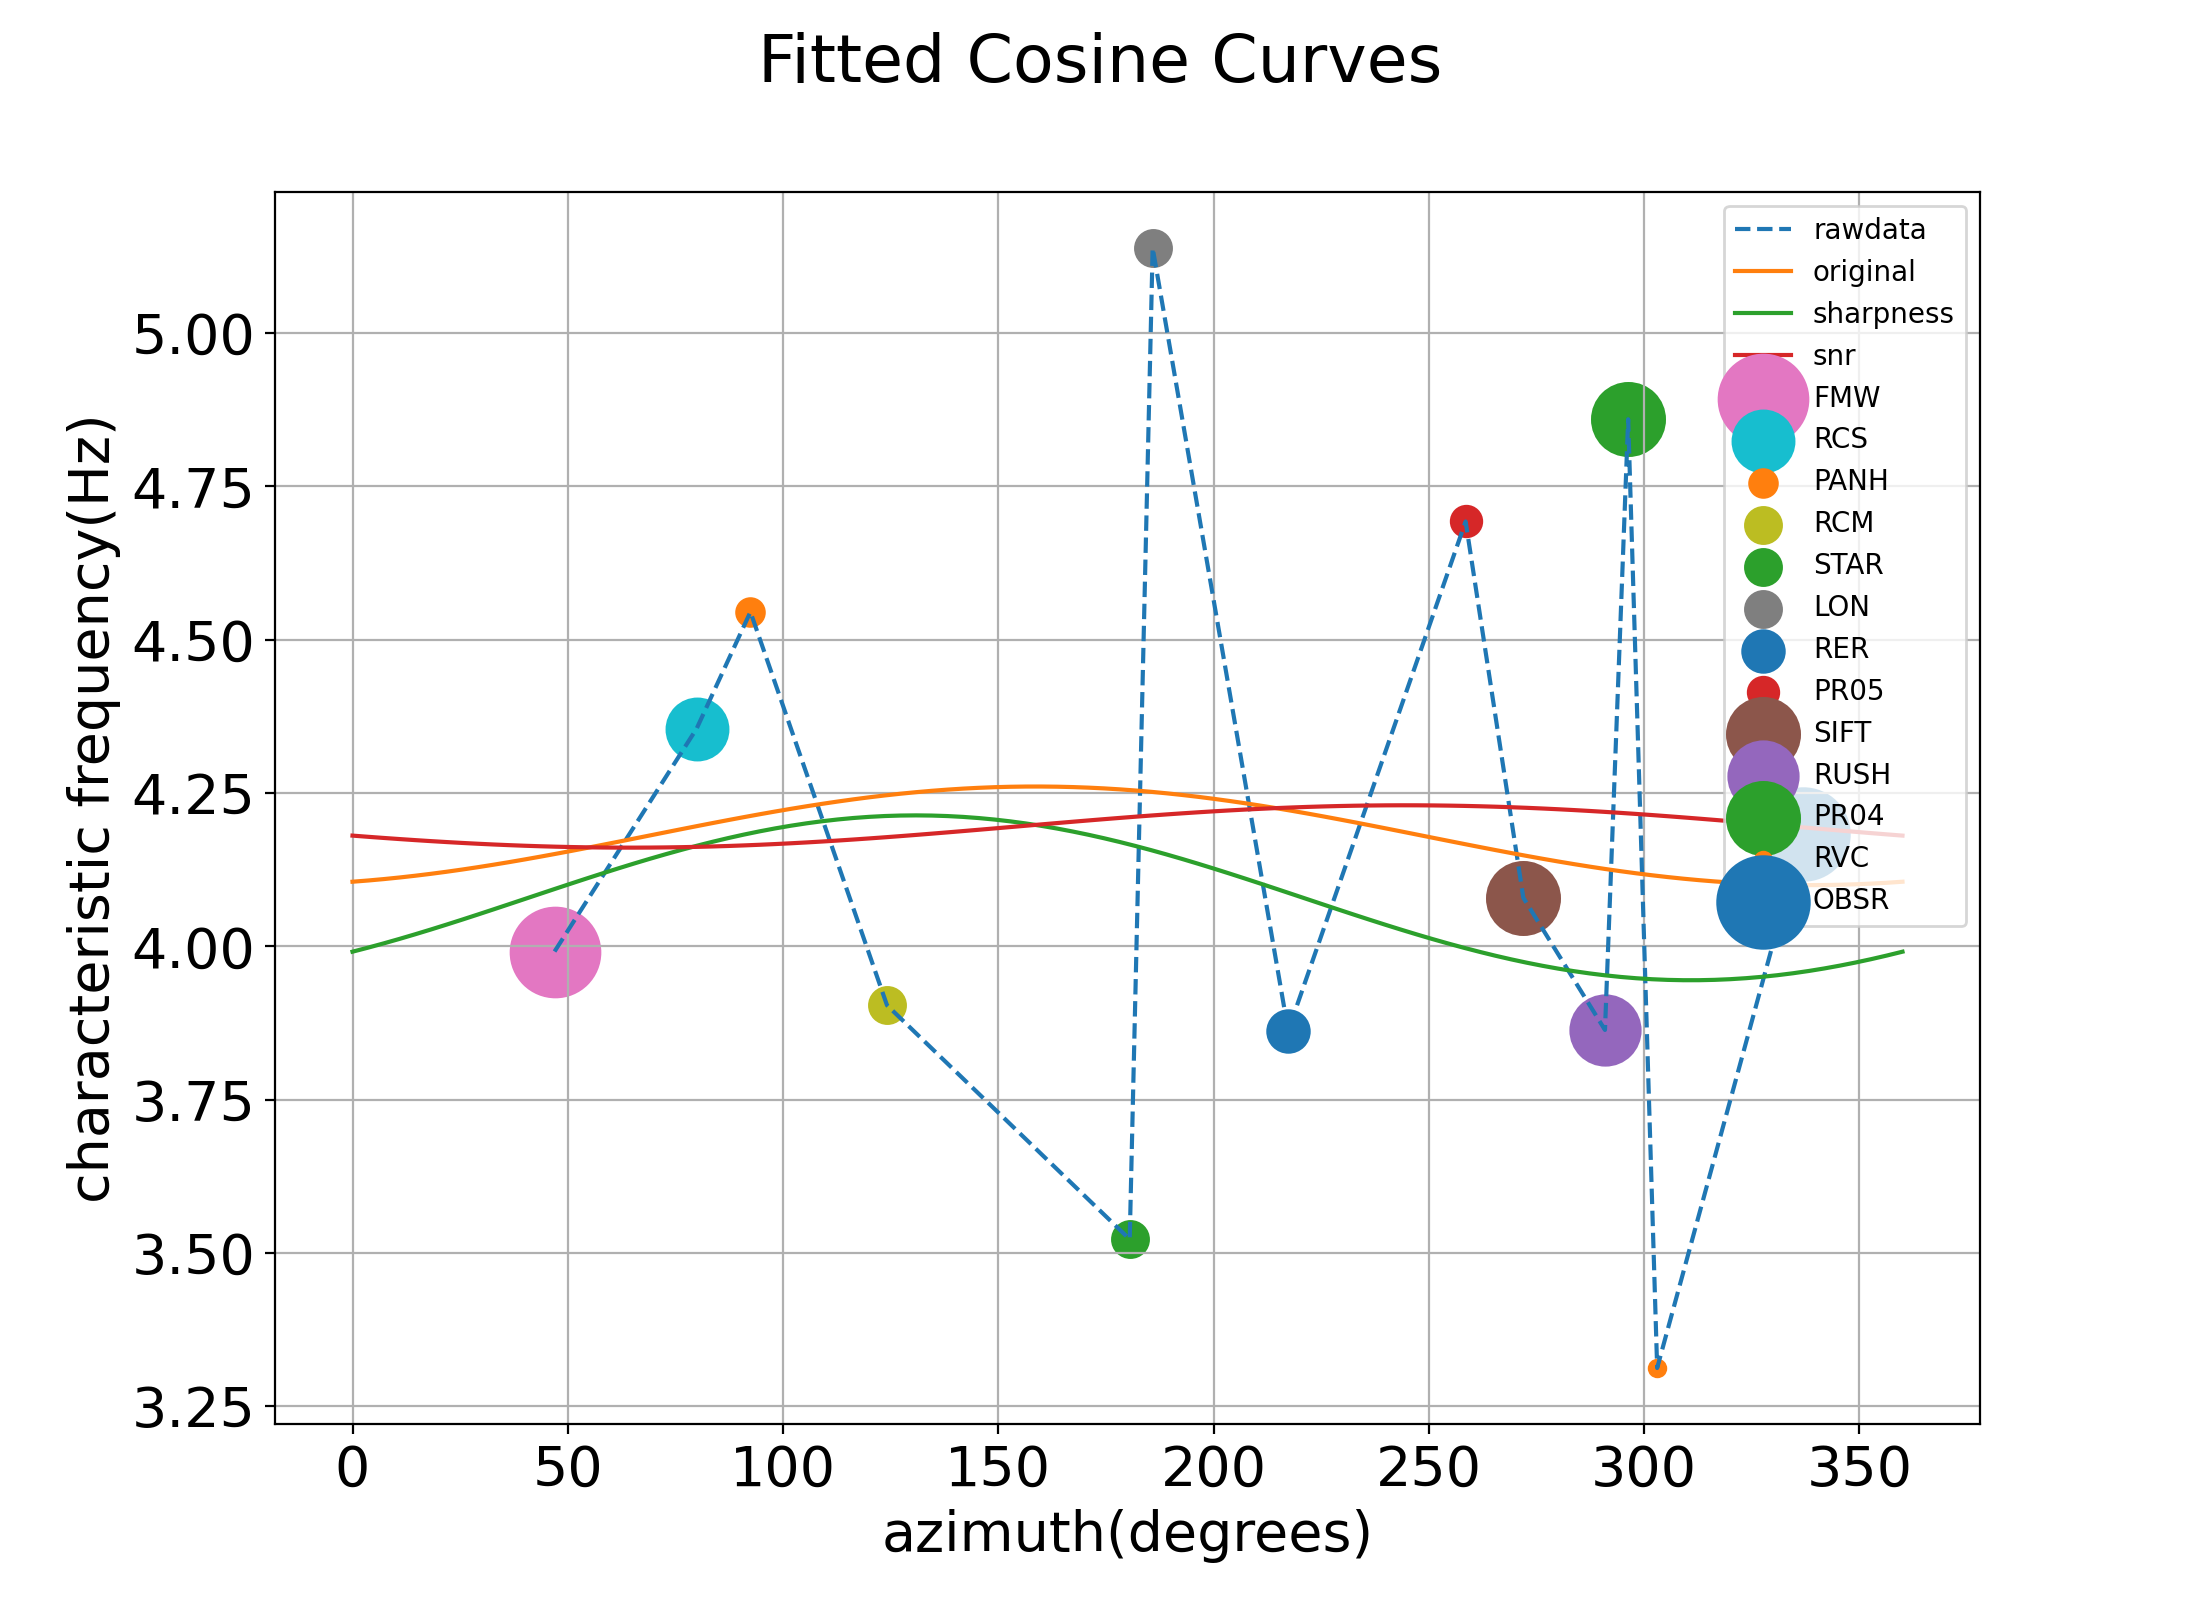 Fitted Cosine Curves
characteristic frequency(Hz)
5.00
4.75
4.50
4.25
4.00
3.75
3.50
3.25
rawdata
original
sharpness
snr
FMW
RCS
PANH
RCM
STAR
LON
RER
PR05
SIFT
RUSH
PR04
RVC
OBSR
0 50 100 150 200 250 300 350
azimuth(degrees)